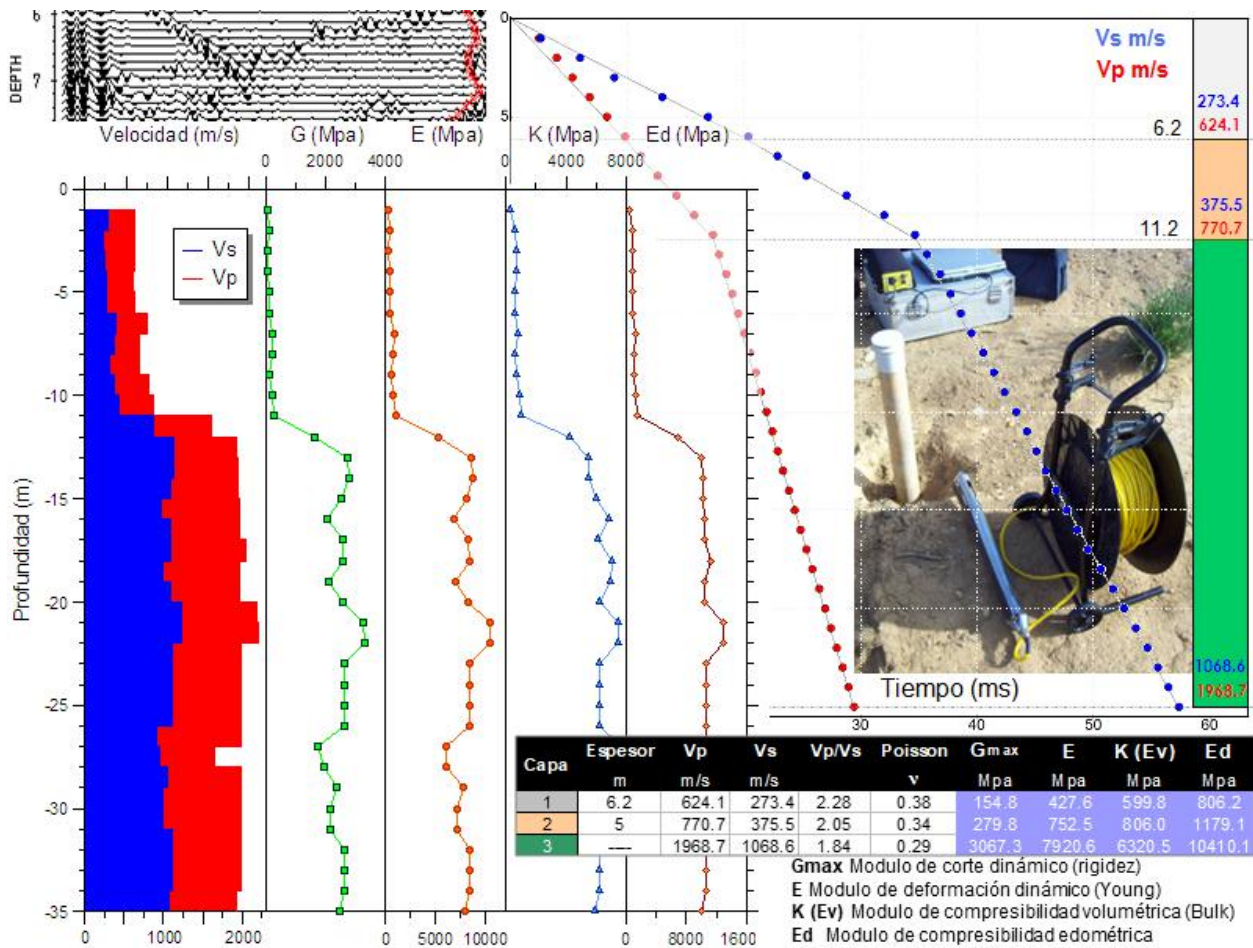 6
DEPTH
7
Velocidad (m/s)
G (Mpa)
E (Mpa)
K (Mpa)
Ed (Mpa)
0 2000 4000
0 4000 8000
0
-5
-10
-15
-20
-25
-30
-35
Profundidad (m)
Vs
Vp
0 1000 2000
0 5000 10000
0 8000 1600
0
5
Vs m/s
Vp m/s
6.2
11.2
273.4
624.1
375.5
770.7
1068.6
1968.7
Tiempo (ms)
30 40 50 60
Capa Espesor Vp Vs Vp/Vs Poisson Gmax E K (Ev) Ed
m m/s m/s ν Mpa Mpa Mpa Mpa
1 6.2 624.1 273.4 2.28 0.38 154.8 427.6 599.8 806.2
2 5 770.7 375.5 2.05 0.34 279.8 752.5 806.0 1179.1
3 ---- 1968.7 1068.6 1.84 0.29 3067.3 7920.6 6320.5 10410.1
Gmax Modulo de corte dinámico (rigidez)
E Modulo de deformación dinámico (Young)
K (Ev) Modulo de compresibilidad volumétrica (Bulk)
Ed Modulo de compresibilidad edométrica